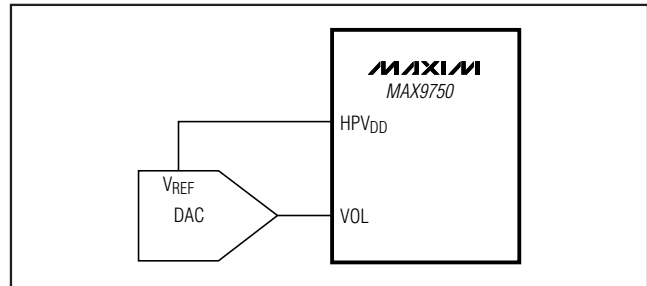 MAXIM
MAX9750
HPVDD
VREF
DAC
VOL